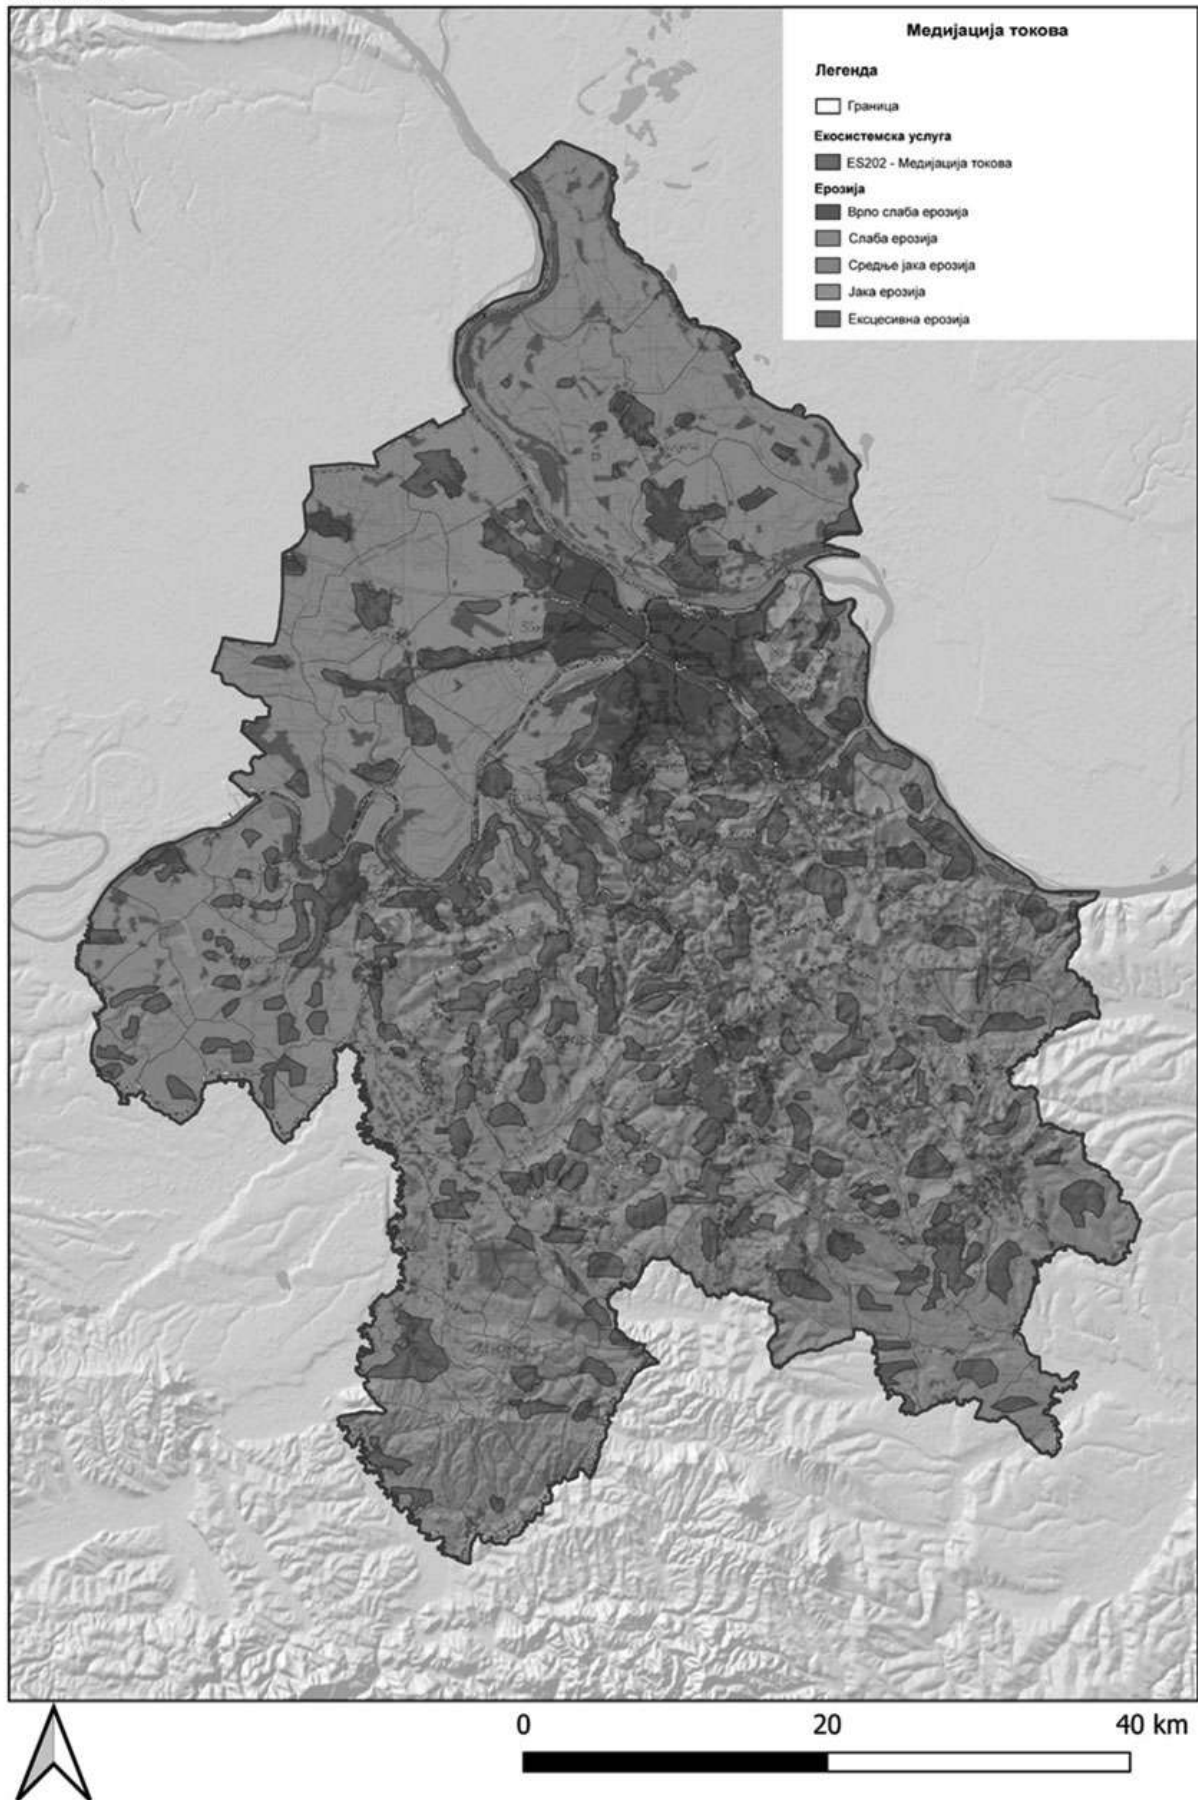 Медијација токова
Легенда
Граница
Екосистемска услуга
ES202 - Медијација токова
Ерозија
Врло слаба ерозија
Слаба ерозија
Средње јака ерозија
Јака ерозија
Ексцесивна ерозија
0 20 40 km